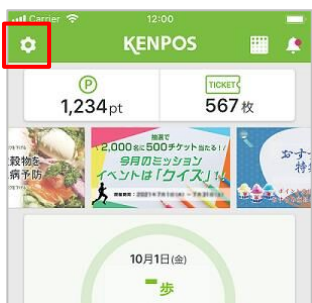 Carrier 12:00
KENPOS
P TICKET
1,234pt 567枚
穀物を
病予防
抽選で
2,000名に500チケット当たる!
9月のミッション
イベントは「クイズ」!
おすす
特
10月1日(金)
-歩